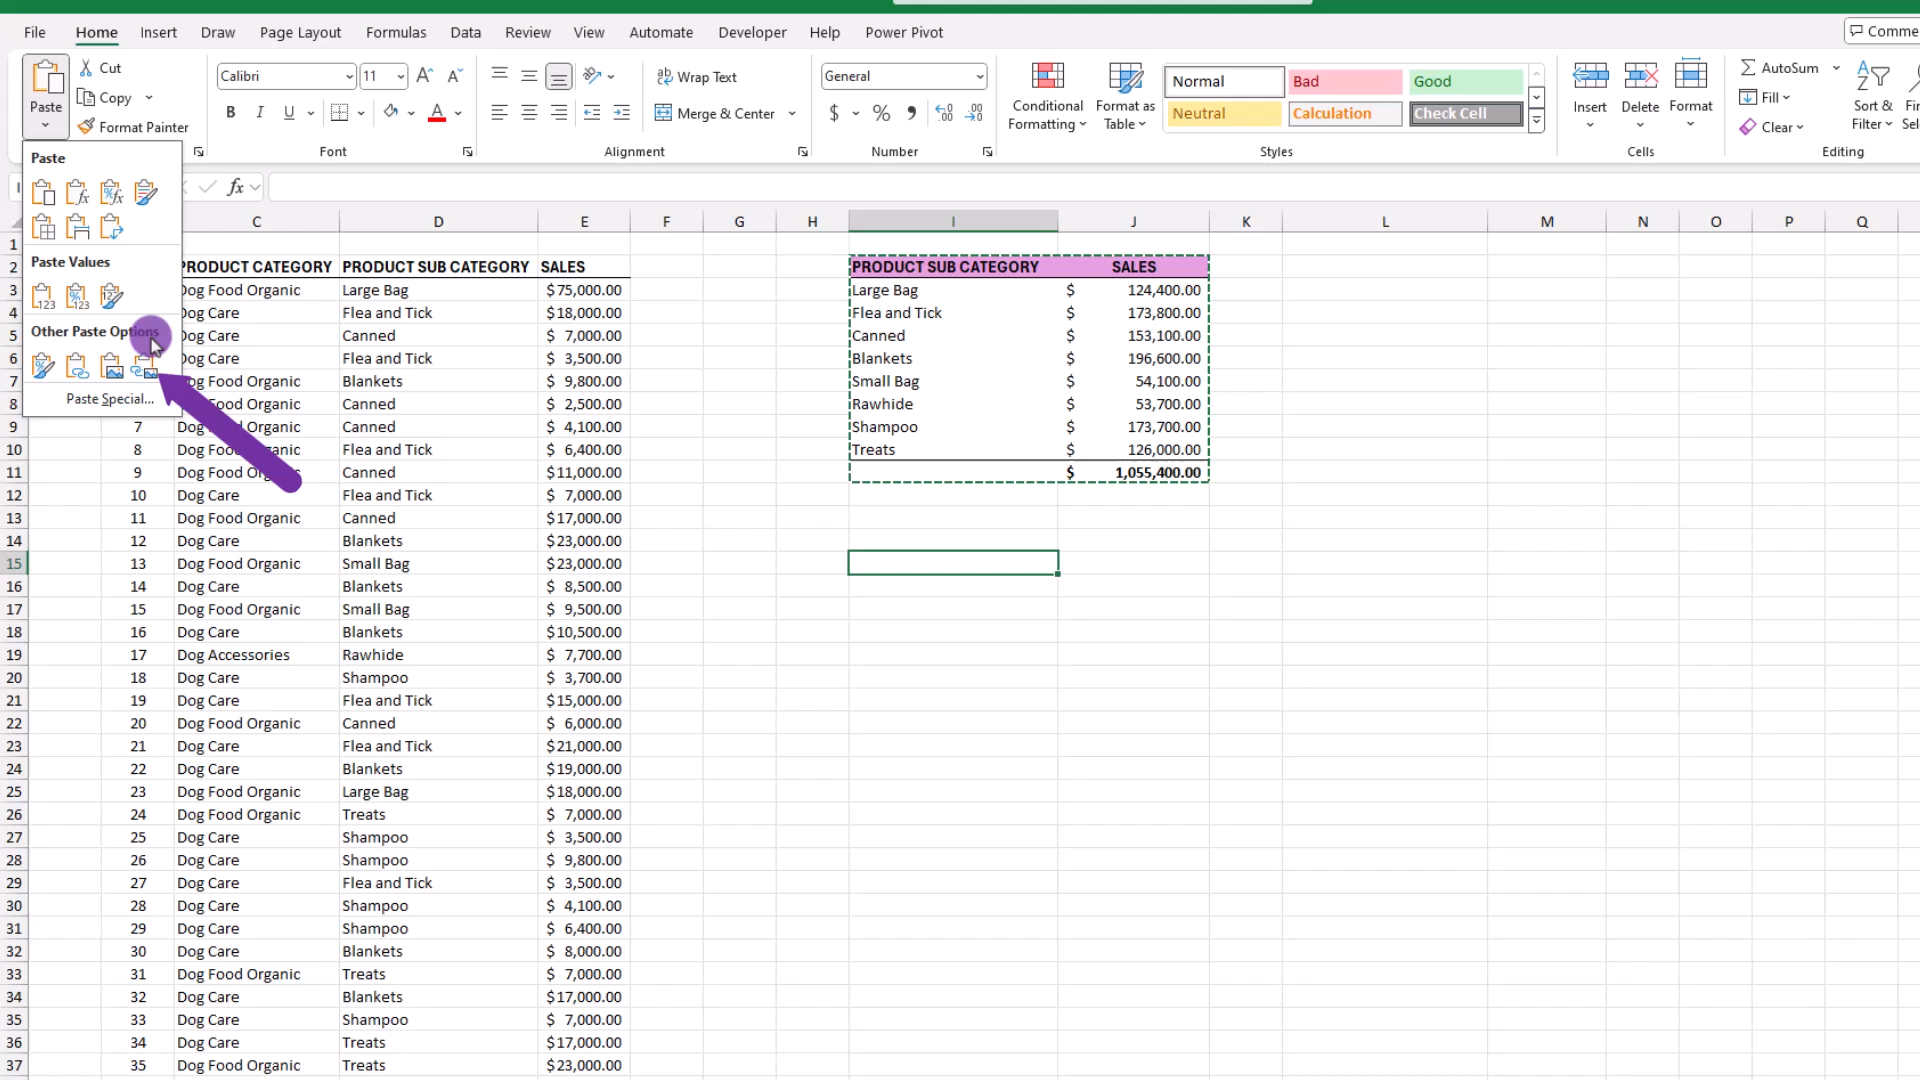 File Home Insert Draw Page Layout Formulas Data Review View Automate Developer Help Power Pivot
Paste Cut Copy Format Painter
Calibri 11 B I U Font
Wrap Text Merge & Center Alignment
General $ % Number
Conditional Formatting Format as Table
Normal Bad Good
Neutral Calculation Check Cell
Styles
Insert Delete Format Cells
AutoSum Fill Clear Sort & Filter Editing
Paste
Paste Values
Other Paste Options
Paste Special...
fx
C D E F G H I J K L M N O P Q
1
2 PRODUCT CATEGORY PRODUCT SUB CATEGORY SALES PRODUCT SUB CATEGORY SALES
3 Dog Food Organic Large Bag $75,000.00 Large Bag $ 124,400.00
4 Dog Care Flea and Tick $18,000.00 Flea and Tick $ 173,800.00
5 Dog Care Canned $ 7,000.00 Canned $ 153,100.00
6 Dog Care Flea and Tick $ 3,500.00 Blankets $ 196,600.00
7 Dog Food Organic Blankets $ 9,800.00 Small Bag $ 54,100.00
8 Food Organic Canned $ 2,500.00 Rawhide $ 53,700.00
9 7 Organic Canned $ 4,100.00 Shampoo $ 173,700.00
10 8 Dog Flea and Tick $ 6,400.00 Treats $ 126,000.00
11 9 Dog Food Canned $11,000.00 $ 1,055,400.00
12 10 Dog Care Flea and Tick $ 7,000.00
13 11 Dog Food Organic Canned $17,000.00
14 12 Dog Care Blankets $23,000.00
15 13 Dog Food Organic Small Bag $23,000.00
16 14 Dog Care Blankets $ 8,500.00
17 15 Dog Food Organic Small Bag $ 9,500.00
18 16 Dog Care Blankets $10,500.00
19 17 Dog Accessories Rawhide $ 7,700.00
20 18 Dog Care Shampoo $ 3,700.00
21 19 Dog Care Flea and Tick $15,000.00
22 20 Dog Food Organic Canned $ 6,000.00
23 21 Dog Care Flea and Tick $21,000.00
24 22 Dog Care Blankets $19,000.00
25 23 Dog Food Organic Large Bag $18,000.00
26 24 Dog Food Organic Treats $ 7,000.00
27 25 Dog Care Shampoo $ 3,500.00
28 26 Dog Care Shampoo $ 9,800.00
29 27 Dog Care Flea and Tick $ 3,500.00
30 28 Dog Care Shampoo $ 4,100.00
31 29 Dog Care Shampoo $ 6,400.00
32 30 Dog Care Blankets $ 8,000.00
33 31 Dog Food Organic Treats $ 7,000.00
34 32 Dog Care Blankets $17,000.00
35 33 Dog Care Shampoo $ 7,000.00
36 34 Dog Care Treats $17,000.00
37 35 Dog Food Organic Treats $23,000.00